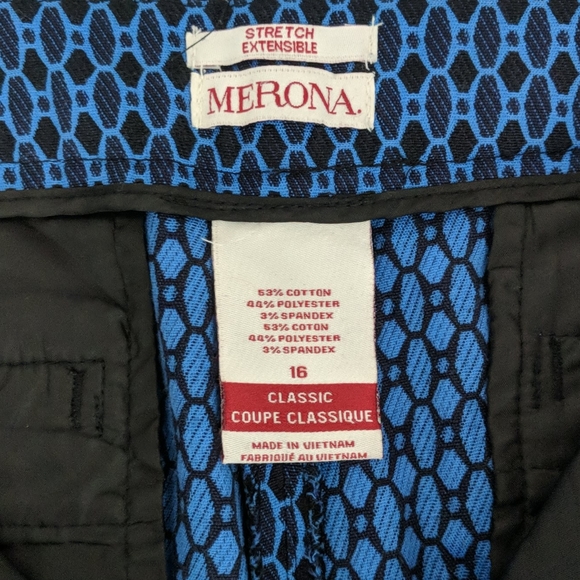 STRETCH
EXTENSIBLE
MERONA.
53% COTTON
44% POLYESTER
3% SPANDEX
53% COTON
44% POLYESTER
3% SPANDEX
16
CLASSIC
COUPE CLASSIQUE
MADE IN VIETNAM
FABRIQUÉ AU VIETNAM